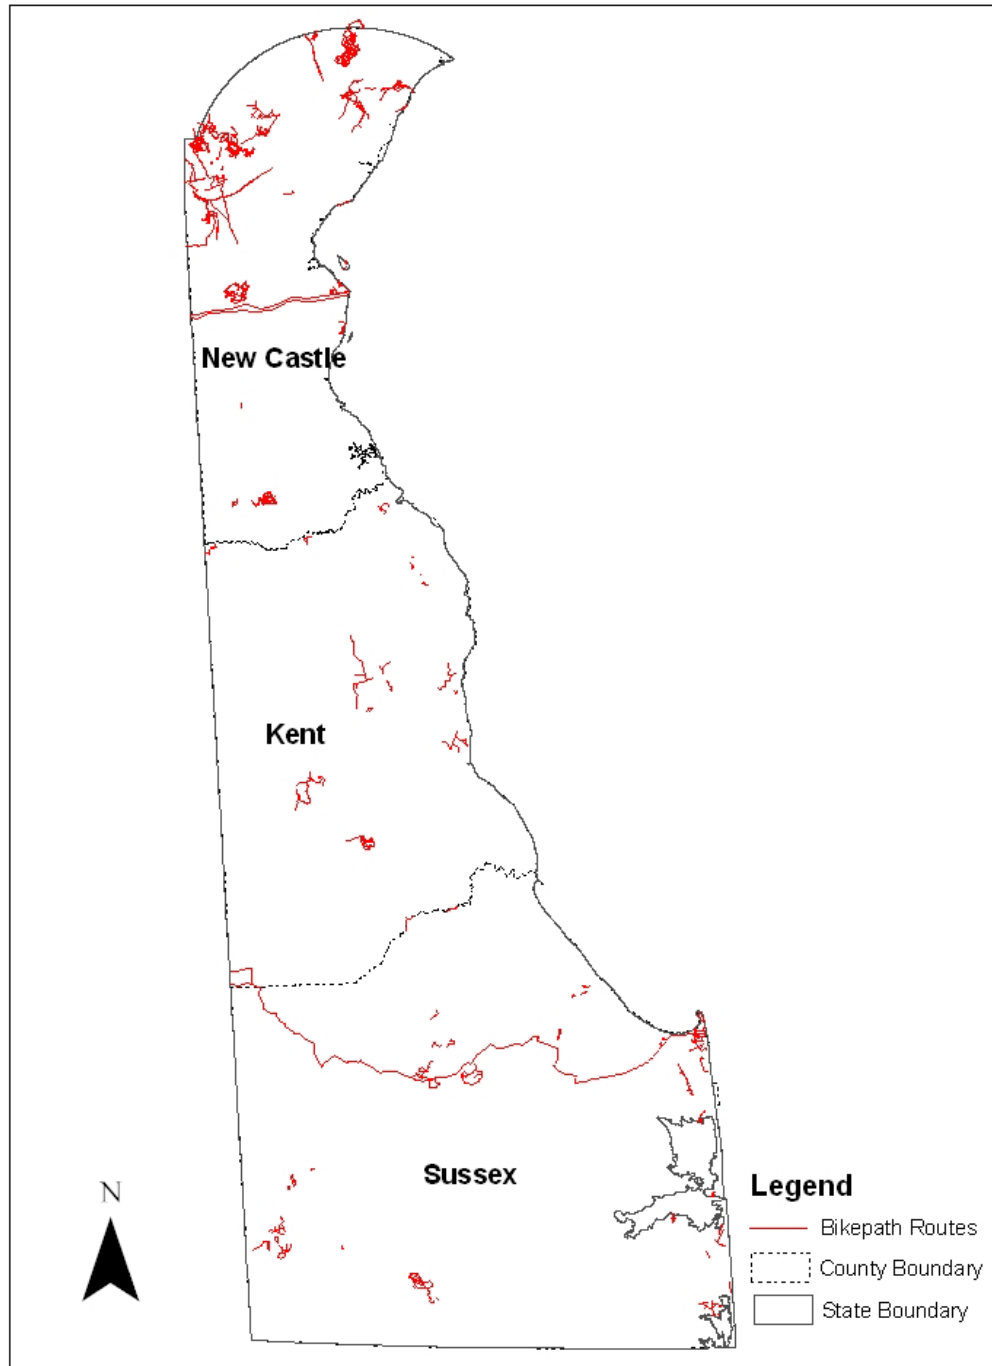 New Castle
Kent
Sussex
N
Legend
Bikepath Routes
County Boundary
State Boundary